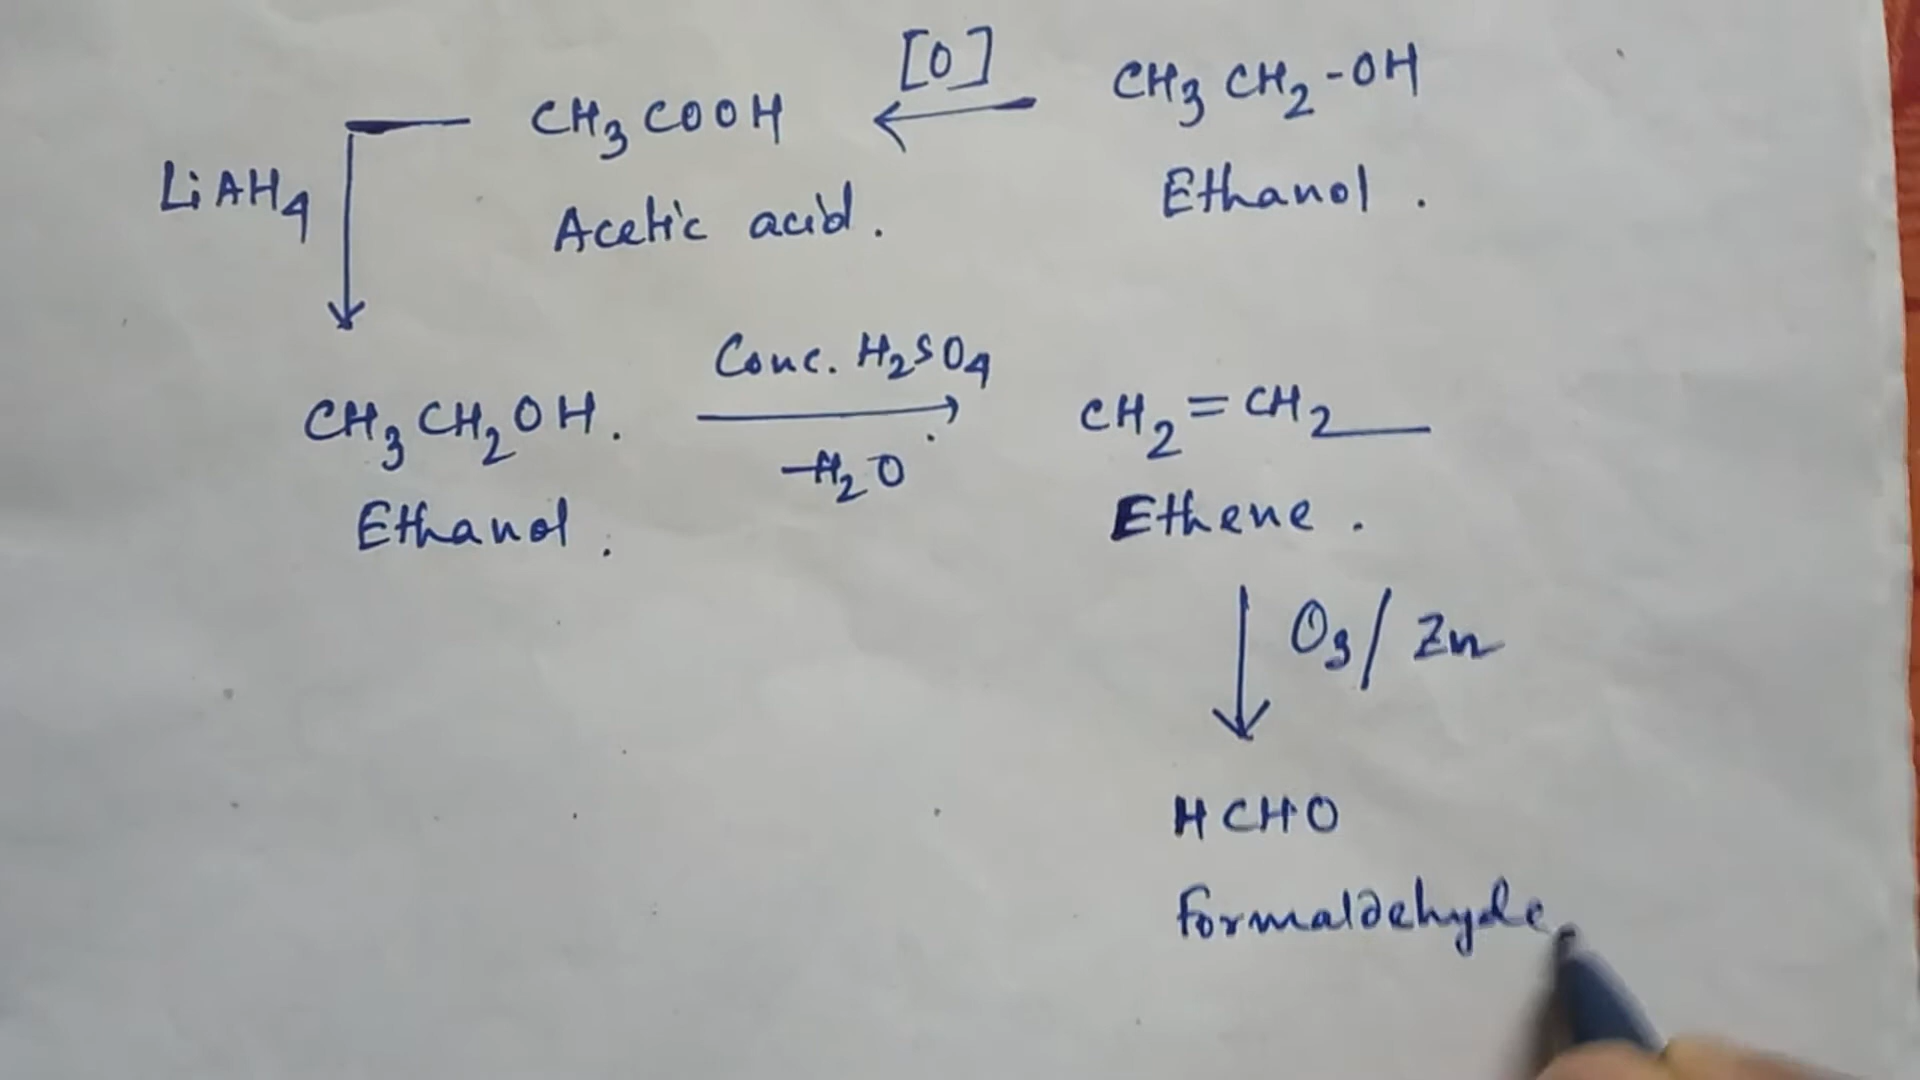 [O]
CH3COOH ← CH3CH2-OH
LiAH4
Acetic acid. Ethanol.
Conc. H2SO4
CH3CH2OH. → CH2=CH2
-H2O
Ethanol. Ethene.
O3/Zn
HCHO
Formaldehyde